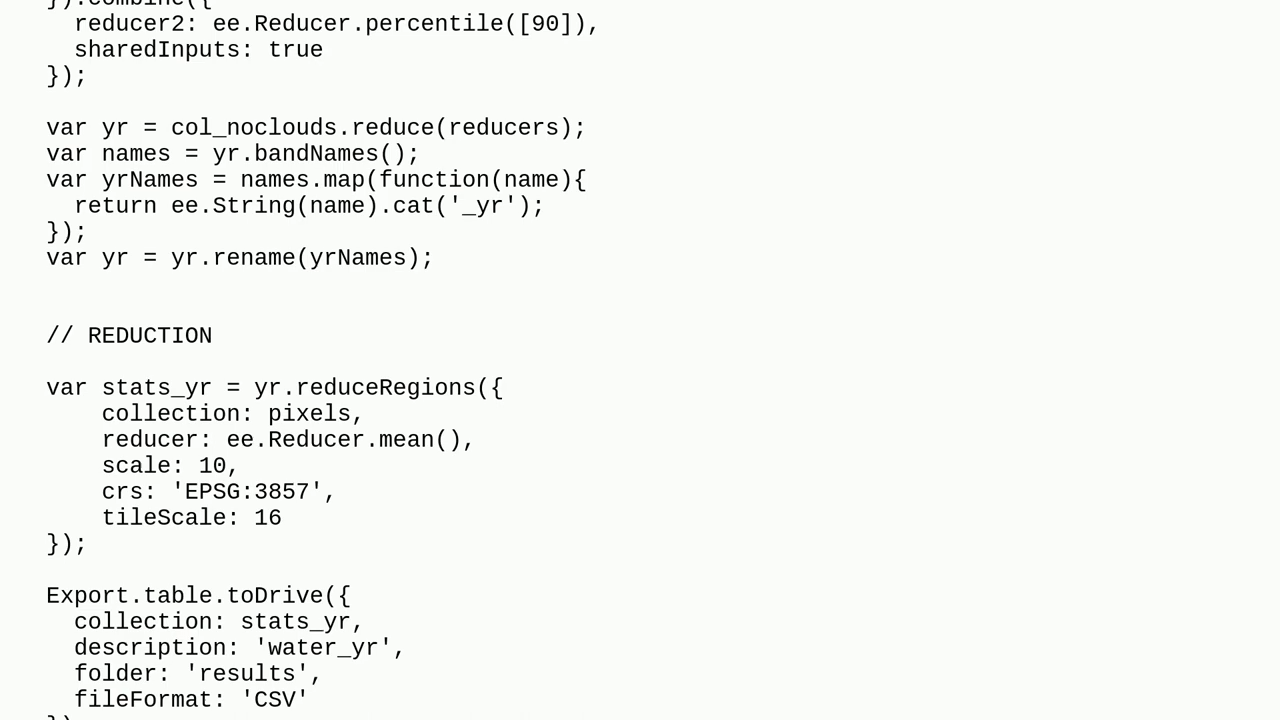 }).combine({
  reducer2: ee.Reducer.percentile([90]),
  sharedInputs: true
});

var yr = col_noclouds.reduce(reducers);
var names = yr.bandNames();
var yrNames = names.map(function(name){
  return ee.String(name).cat('_yr');
});
var yr = yr.rename(yrNames);


// REDUCTION

var stats_yr = yr.reduceRegions({
    collection: pixels,
    reducer: ee.Reducer.mean(),
    scale: 10,
    crs: 'EPSG:3857',
    tileScale: 16
});

Export.table.toDrive({
  collection: stats_yr,
  description: 'water_yr',
  folder: 'results',
  fileFormat: 'CSV'